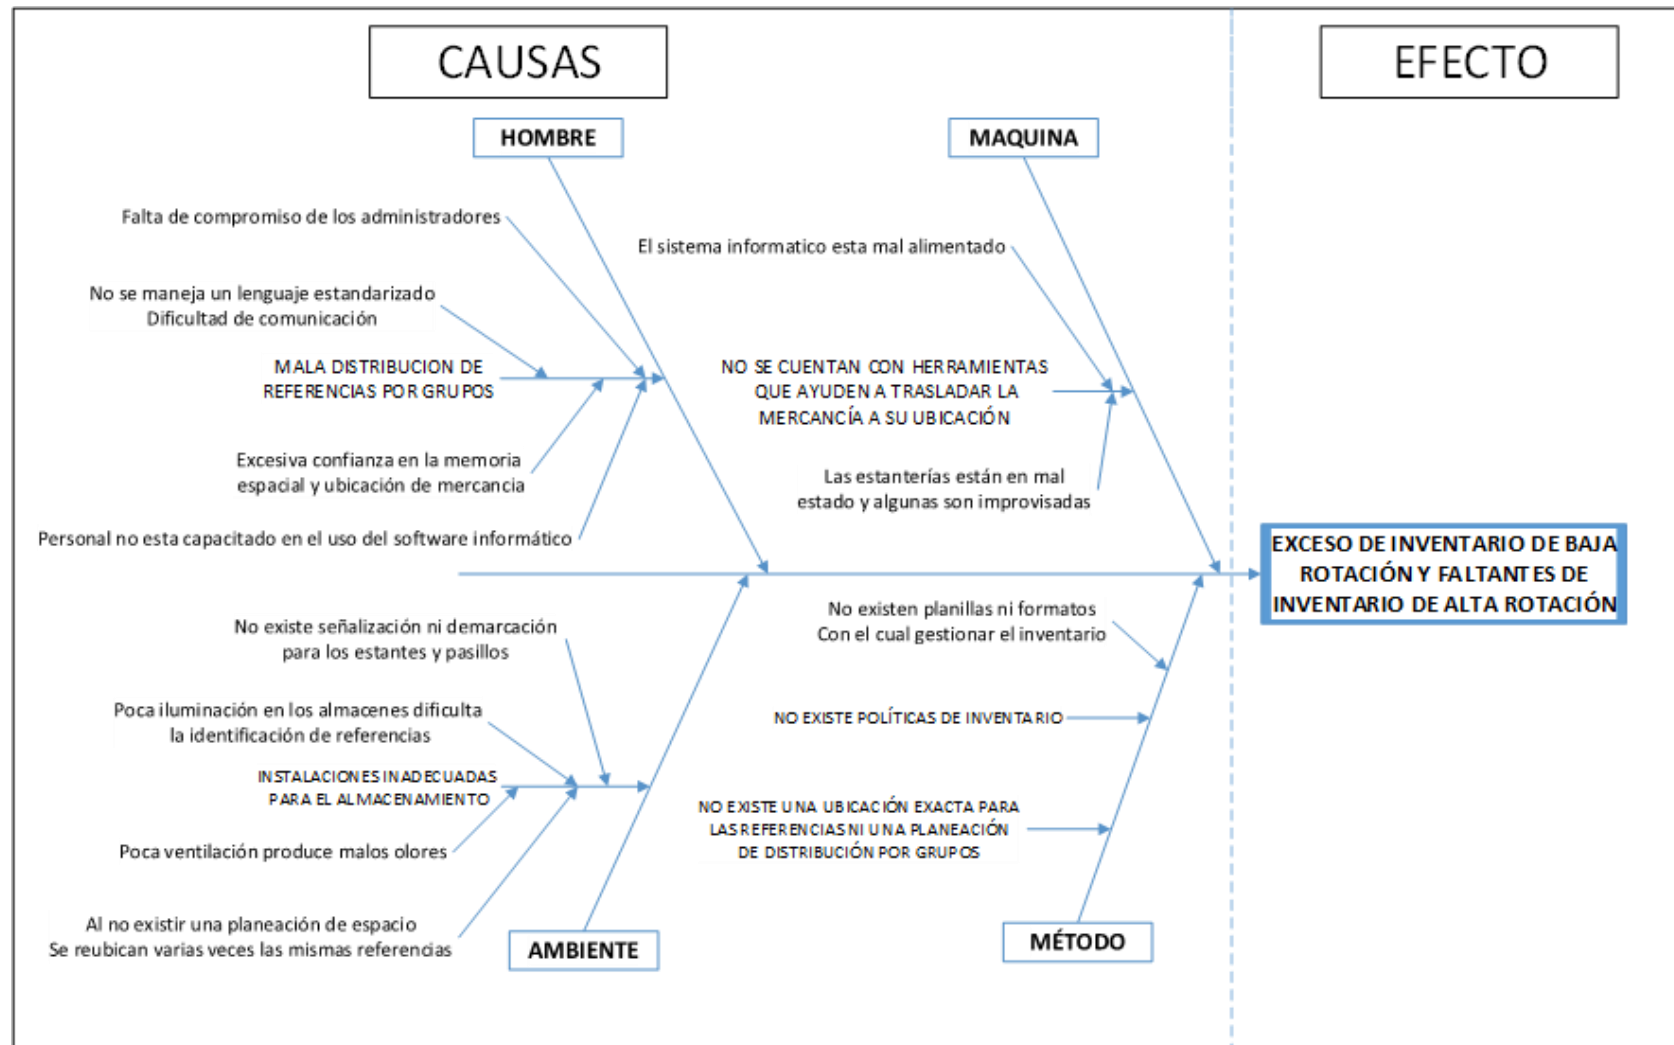 CAUSAS
EFECTO
HOMBRE
MAQUINA
Falta de compromiso de los administradores
El sistema informatico esta mal alimentado
No se maneja un lenguaje estandarizado
Dificultad de comunicación
MALA DISTRIBUCION DE
REFERENCIAS POR GRUPOS
NO SE CUENTAN CON HERRAMIENTAS
QUE AYUDEN A TRASLADAR LA
MERCANCÍA A SU UBICACIÓN
Excesiva confianza en la memoria
espacial y ubicación de mercancia
Las estanterías están en mal
estado y algunas son improvisadas
Personal no esta capacitado en el uso del software informático
EXCESO DE INVENTARIO DE BAJA
ROTACIÓN Y FALTANTES DE
INVENTARIO DE ALTA ROTACIÓN
No existe señalización ni demarcación
para los estantes y pasillos
No existen planillas ni formatos
Con el cual gestionar el inventario
Poca iluminación en los almacenes dificulta
la identificación de referencias
NO EXISTE POLÍTICAS DE INVENTARIO
INSTALACIONES INADECUADAS
PARA EL ALMACENAMIENTO
NO EXISTE UNA UBICACIÓN EXACTA PARA
LAS REFERENCIAS NI UNA PLANEACIÓN
DE DISTRIBUCIÓN POR GRUPOS
Poca ventilación produce malos olores
Al no existir una planeación de espacio
Se reubican varias veces las mismas referencias
AMBIENTE
MÉTODO